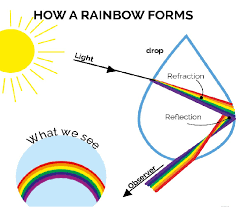 HOW A RAINBOW FORMS
Light
drop
Refraction
Reflection
What we see
Observer